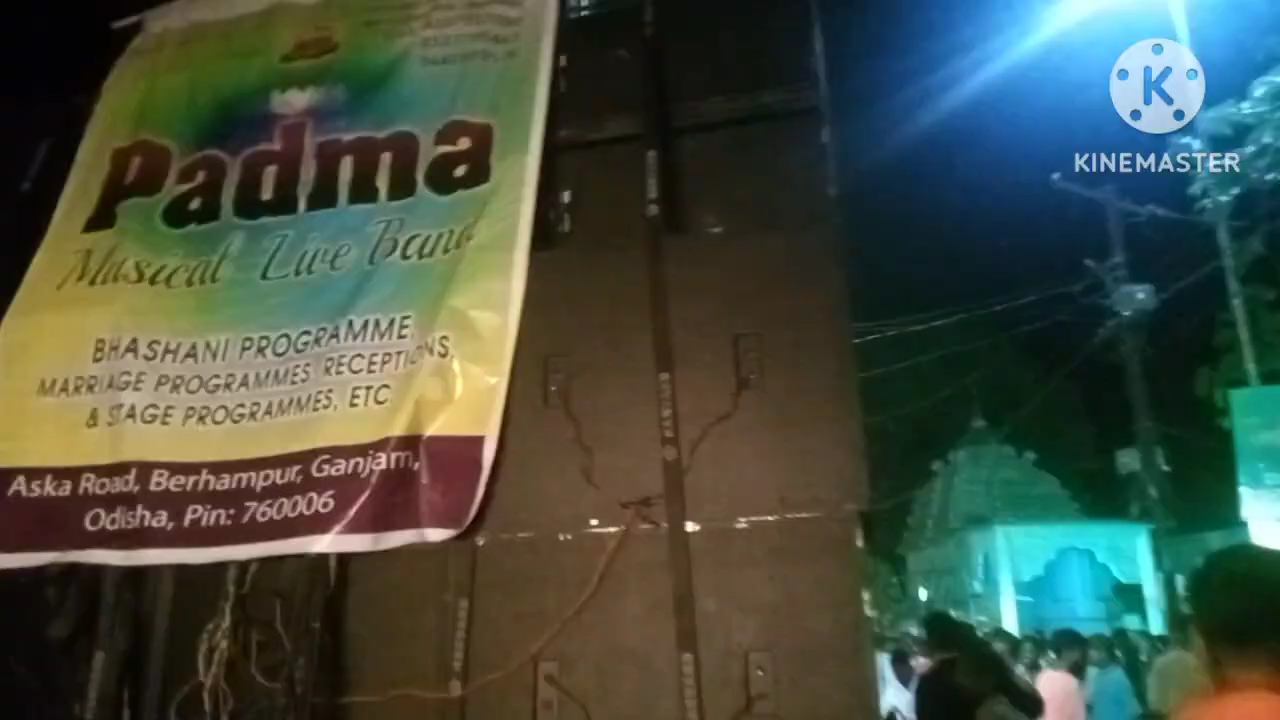 Padma
Musical Live Band
BHASHANI PROGRAMME,
MARRIAGE PROGRAMMES RECEPTIONS,
& STAGE PROGRAMMES, ETC
Aska Road, Berhampur, Ganjam,
Odisha, Pin: 760006
K
KINEMASTER